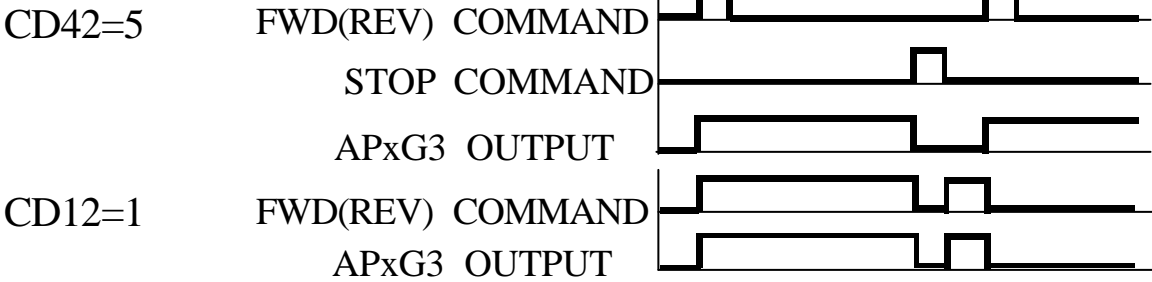 CD42=5 FWD(REV) COMMAND
STOP COMMAND
APxG3 OUTPUT
CD12=1 FWD(REV) COMMAND
APxG3 OUTPUT